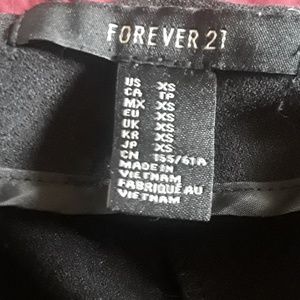 FOREVER 21
US XS
CA TP
MX XS
EU XS
UK XS
KR XS
JP XS
CN 155/61A
MADE IN
VIETNAM
FABRIQUÉ AU
VIETNAM